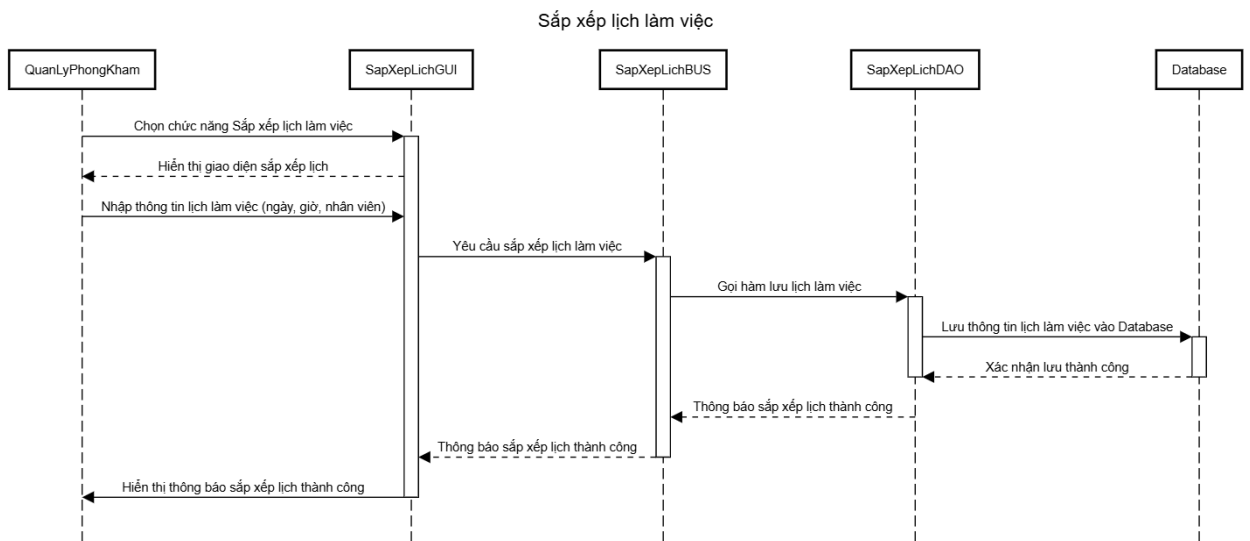 Sắp xếp lịch làm việc
QuanLyPhongKham
SapXepLichGUI
SapXepLichBUS
SapXepLichDAO
Database
Chọn chức năng Sắp xếp lịch làm việc
Hiển thị giao diện sắp xếp lịch
Nhập thông tin lịch làm việc (ngày, giờ, nhân viên)
Yêu cầu sắp xếp lịch làm việc
Gọi hàm lưu lịch làm việc
Lưu thông tin lịch làm việc vào Database
Xác nhận lưu thành công
Thông báo sắp xếp lịch thành công
Thông báo sắp xếp lịch thành công
Hiển thị thông báo sắp xếp lịch thành công